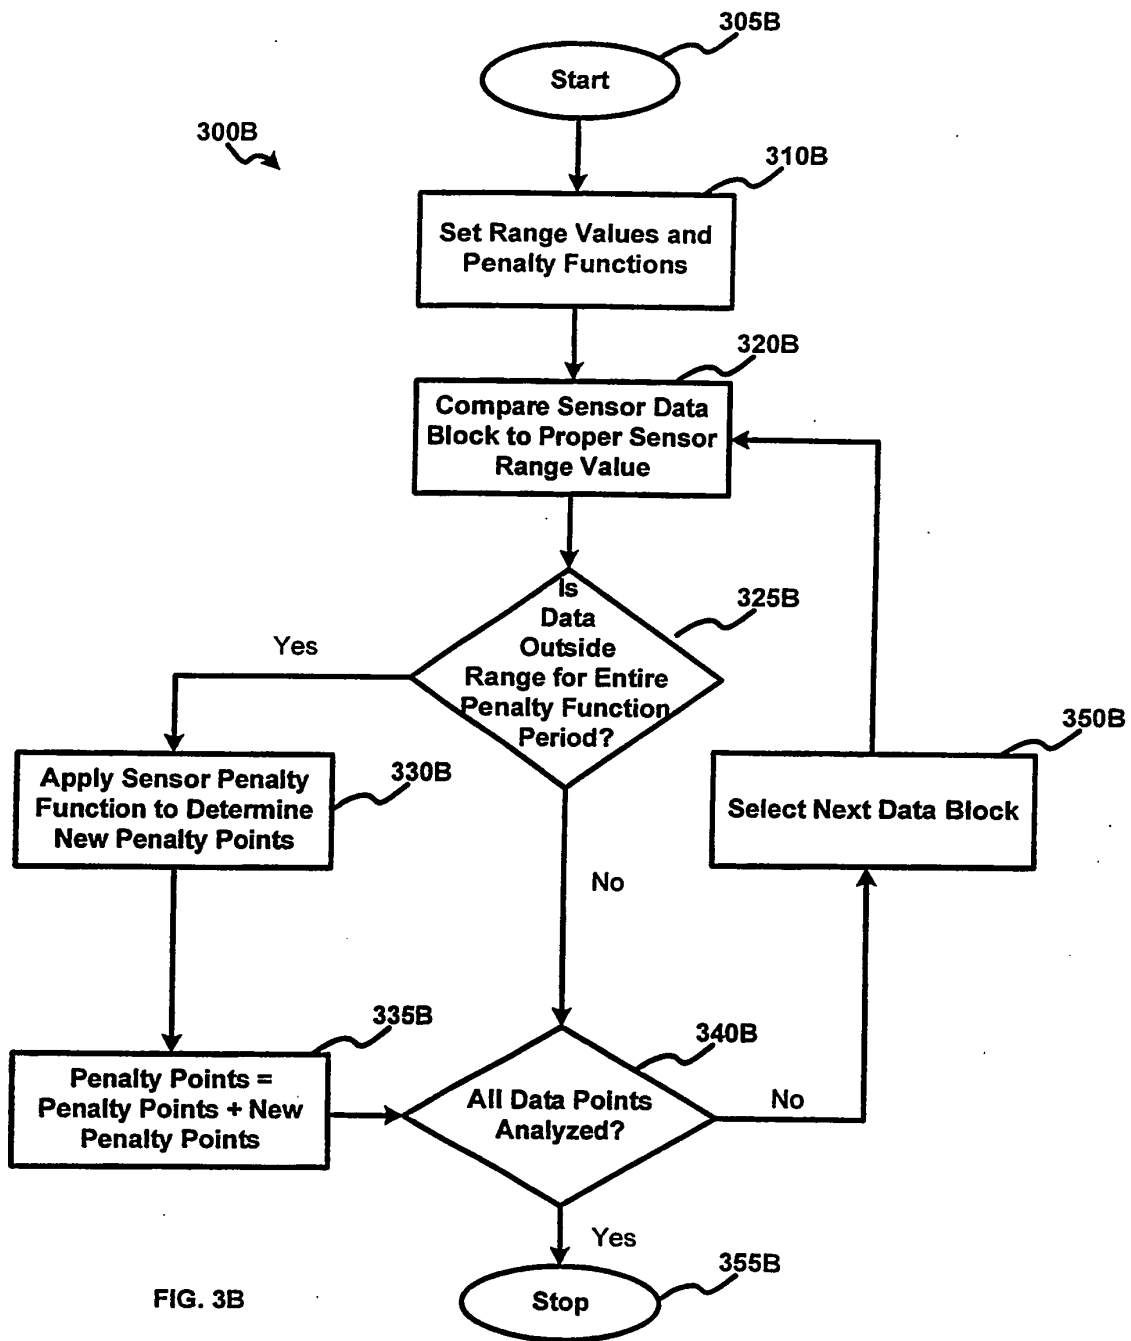 305B
Start
300B
310B
Set Range Values and
Penalty Functions
320B
Compare Sensor Data
Block to Proper Sensor
Range Value
Is
Data
Outside
Range for Entire
Penalty Function
Period?
325B
Yes
350B
Apply Sensor Penalty
Function to Determine
New Penalty Points
330B
Select Next Data Block
No
335B
Penalty Points =
Penalty Points + New
Penalty Points
340B
All Data Points
Analyzed?
No
Yes
355B
Stop
FIG. 3B